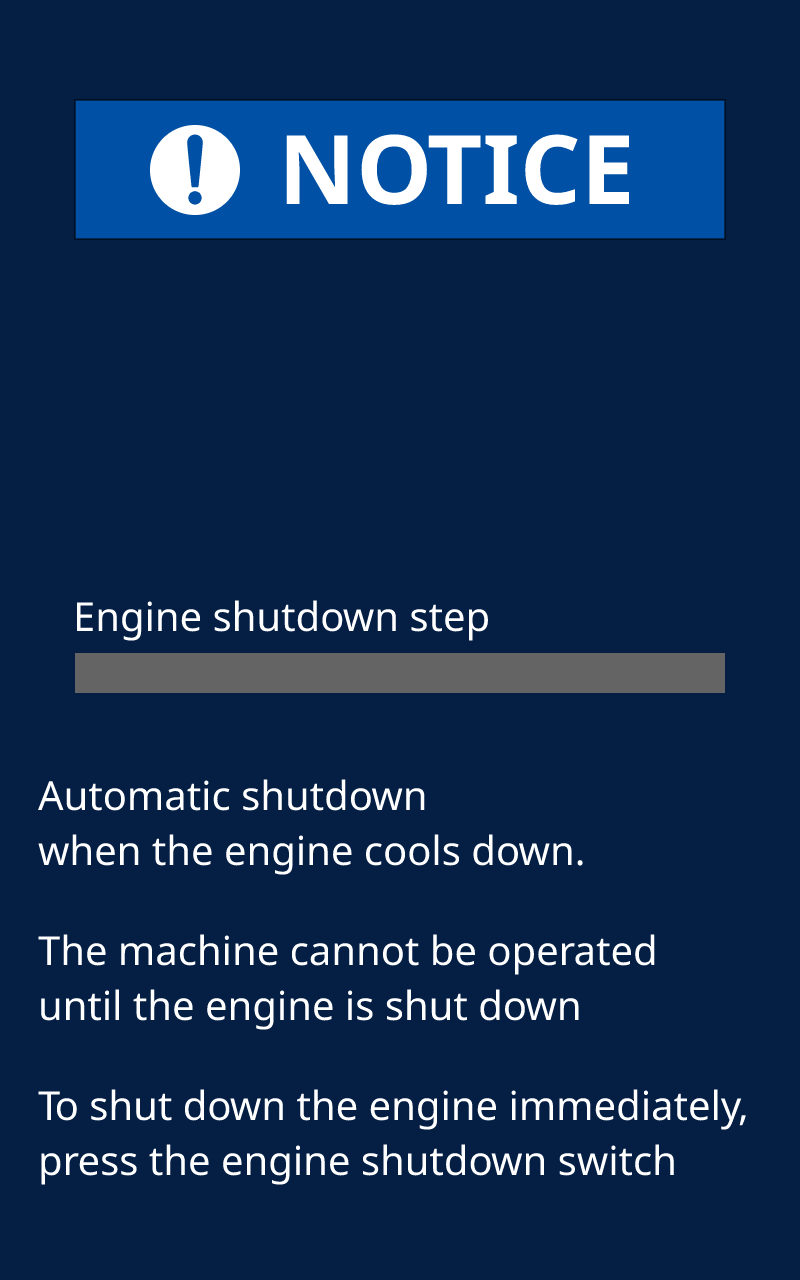 NOTICE
Engine shutdown step
Automatic shutdown
when the engine cools down.
The machine cannot be operated
until the engine is shut down
To shut down the engine immediately,
press the engine shutdown switch